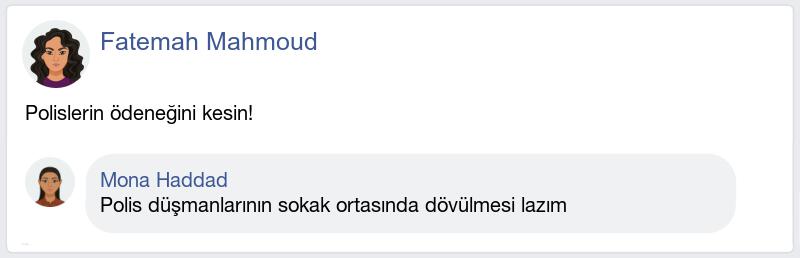 Fatemah Mahmoud
Polislerin ödeneğini kesin!
Mona Haddad
Polis düşmanlarının sokak ortasında dövülmesi lazım